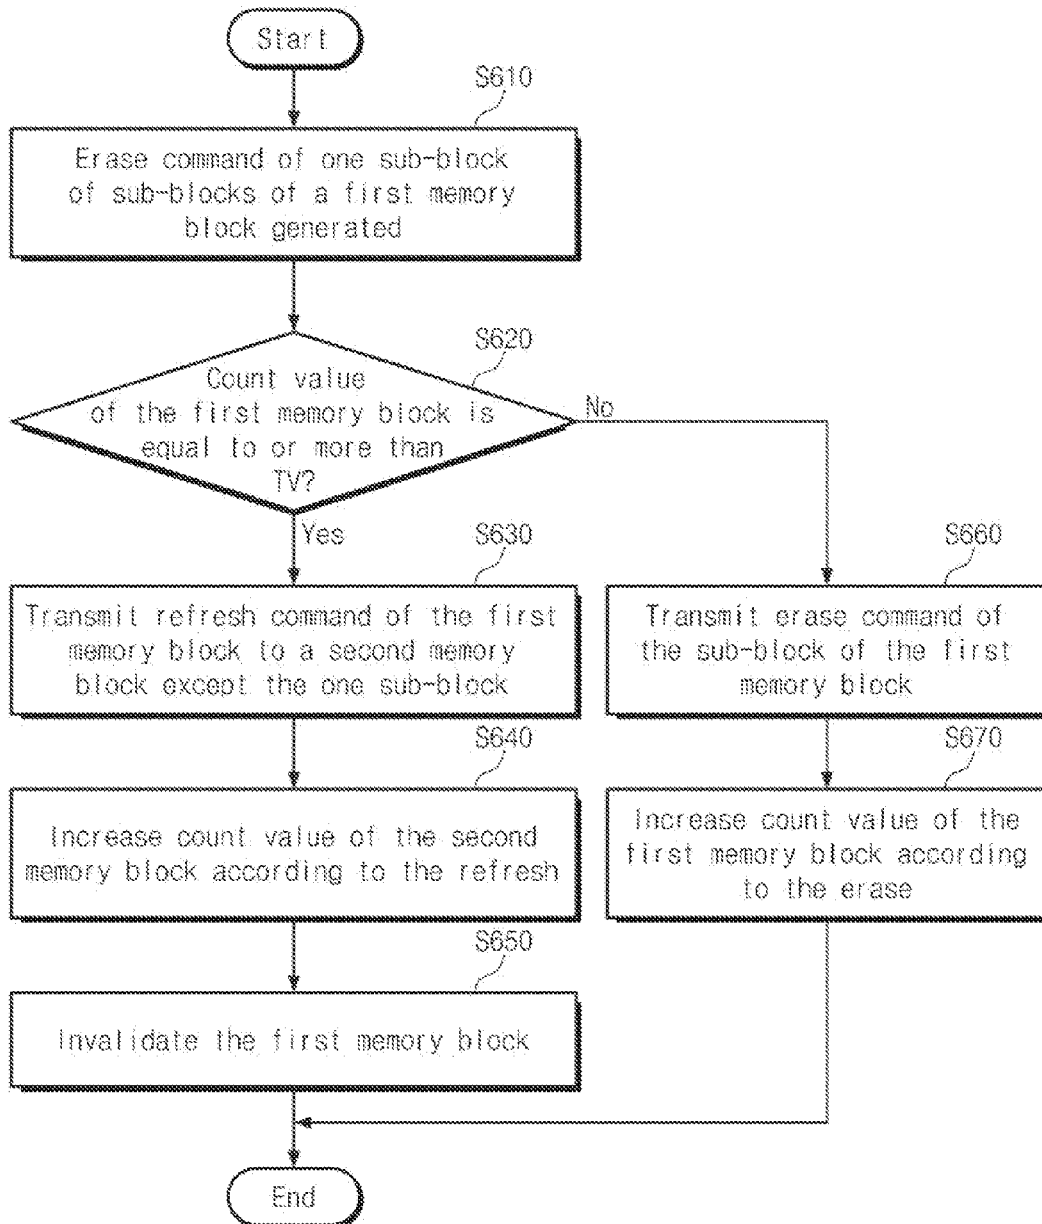 Start
S610
Erase command of one sub-block
of sub-blocks of a first memory
block generated
S620
Count value
of the first memory block is
equal to or more than
TV?
No
Yes
S630
Transmit refresh command of the first
memory block to a second memory
block except the one sub-block
S660
Transmit erase command of
the sub-block of the first
memory block
S640
Increase count value of the second
memory block according to the refresh
S670
Increase count value of the
first memory block according
to the erase
S650
Invalidate the first memory block
End